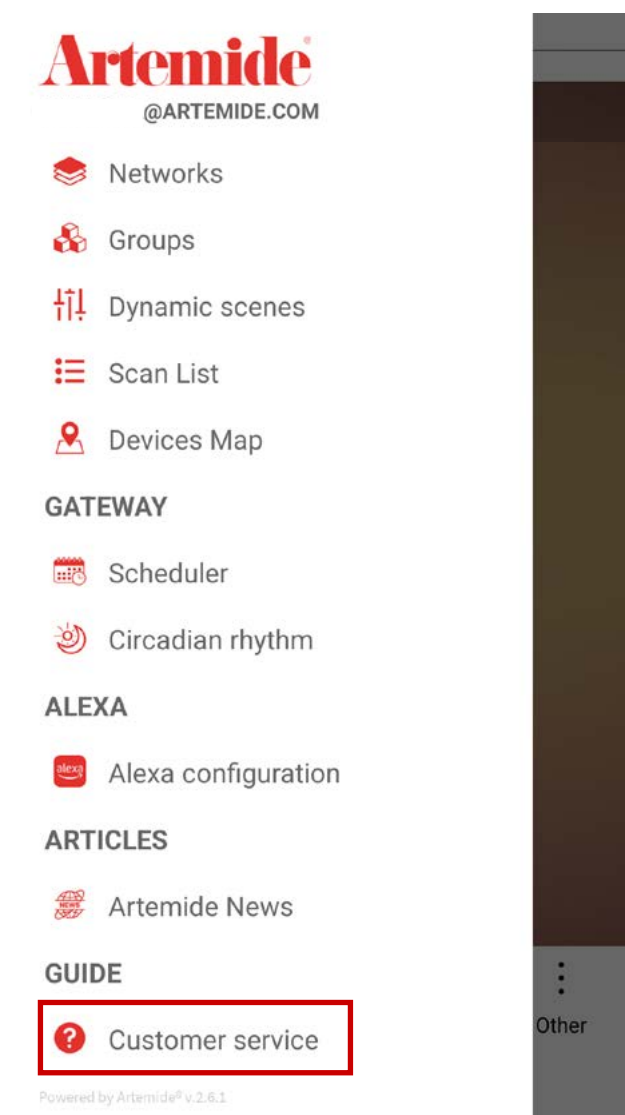 Artemide®
@ARTEMIDE.COM
Networks
Groups
Dynamic scenes
Scan List
Devices Map
GATEWAY
Scheduler
Circadian rhythm
ALEXA
alexa
Alexa configuration
ARTICLES
NEWS
Artemide News
GUIDE
?
Customer service
Other
Powered by Artemide® v.2.6.1